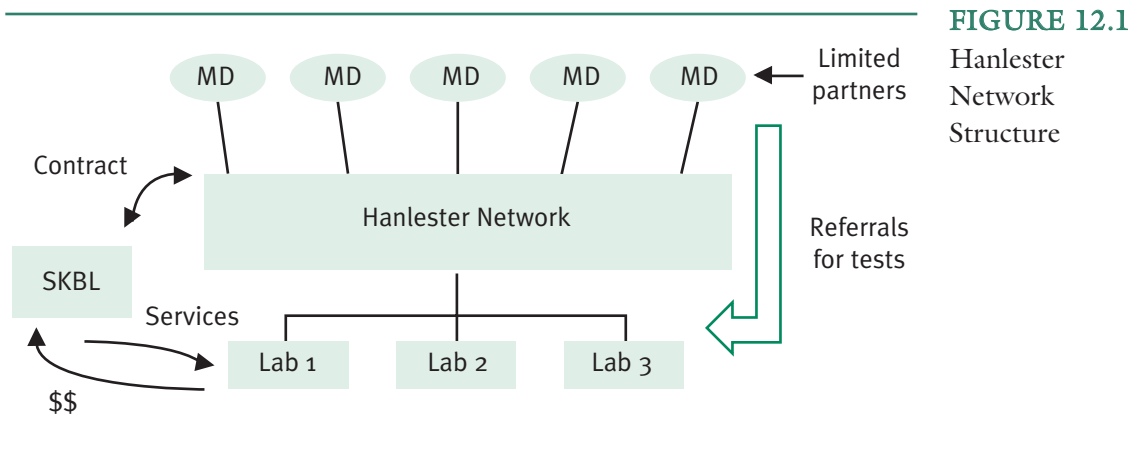 FIGURE 12.1
Hanlester
Network
Structure
MD
MD
MD
MD
MD
Limited
partners
Contract
Hanlester Network
Referrals
for tests
SKBL
Services
Lab 1
Lab 2
Lab 3
$$